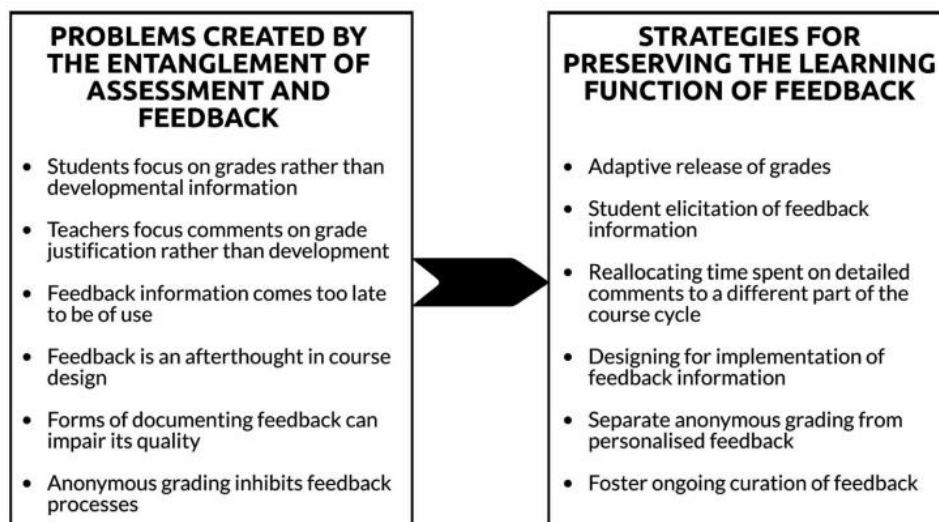 PROBLEMS CREATED BY
THE ENTANGLEMENT OF
ASSESSMENT AND
FEEDBACK
• Students focus on grades rather than
developmental information
• Teachers focus comments on grade
justification rather than development
• Feedback information comes too late
to be of use
• Feedback is an afterthought in course
design
• Forms of documenting feedback can
impair its quality
• Anonymous grading inhibits feedback
processes
STRATEGIES FOR
PRESERVING THE LEARNING
FUNCTION OF FEEDBACK
• Adaptive release of grades
• Student elicitation of feedback
information
• Reallocating time spent on detailed
comments to a different part of the
course cycle
• Designing for implementation of
feedback information
• Separate anonymous grading from
personalised feedback
• Foster ongoing curation of feedback